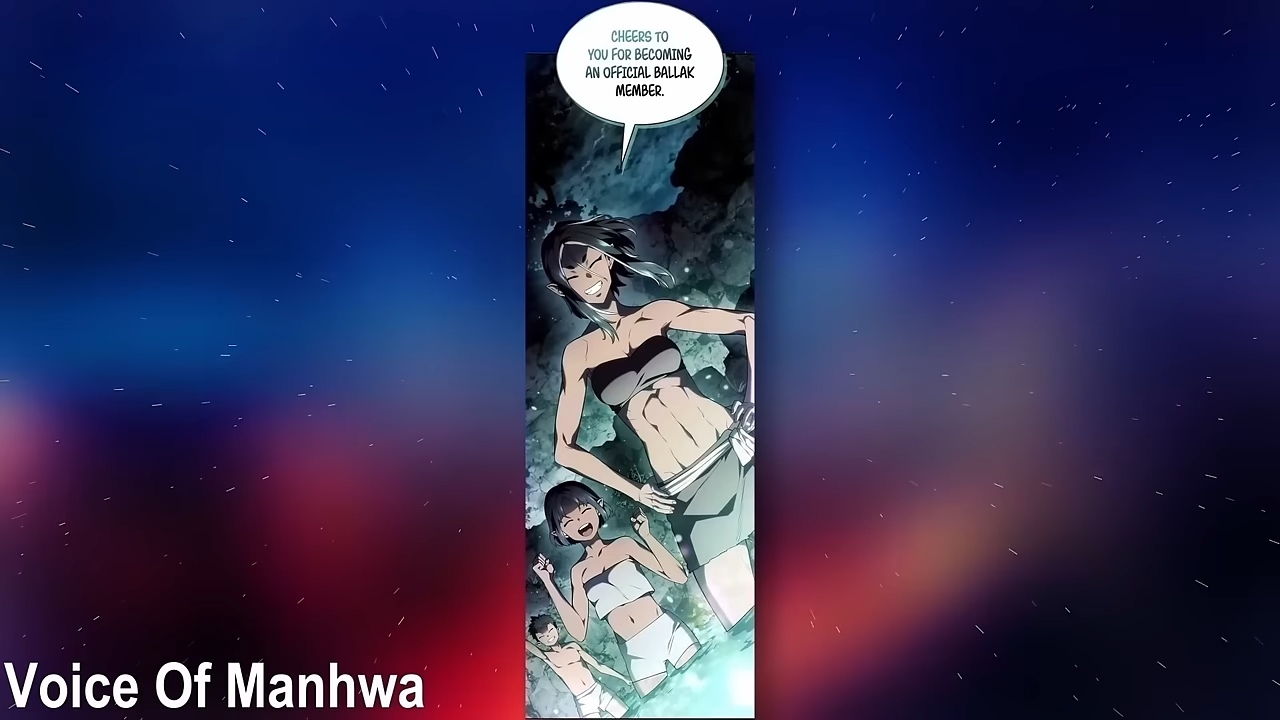 CHEERS TO
YOU FOR BECOMING
AN OFFICIAL BALLAK
MEMBER.
Voice Of Manhwa